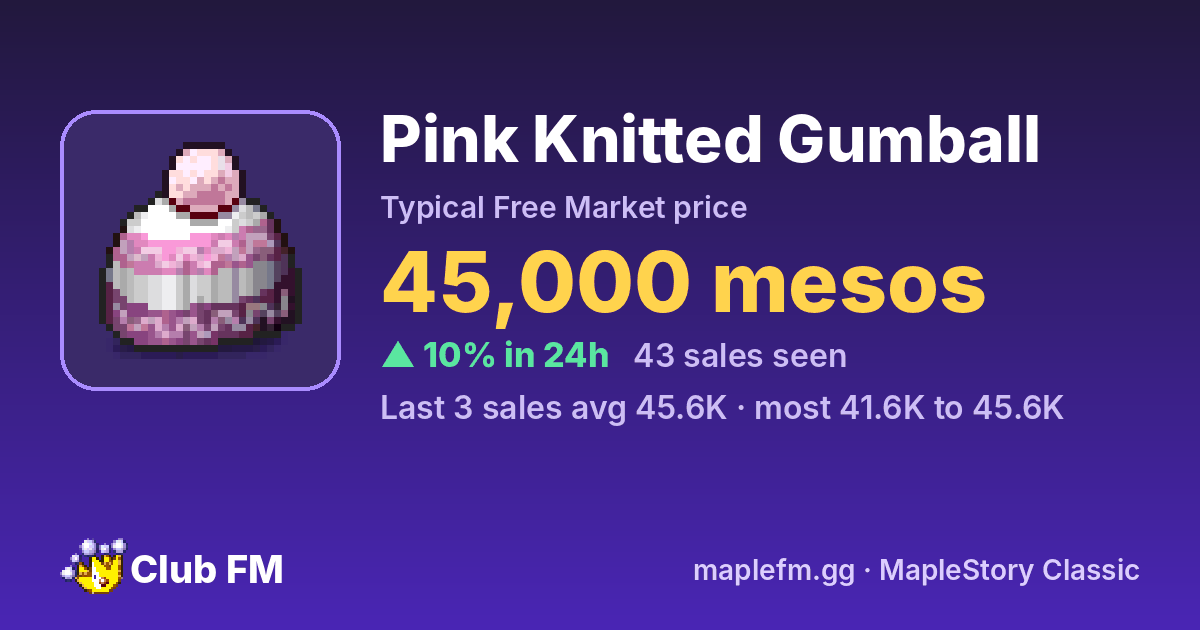 Pink Knitted Gumball
Typical Free Market price
45,000 mesos
▲ 10% in 24h 43 sales seen
Last 3 sales avg 45.6K · most 41.6K to 45.6K
Club FM
maplefm.gg · MapleStory Classic